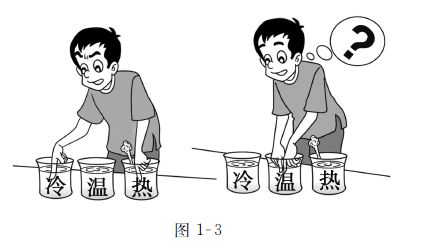 ?
冷 温 热 冷 温 热
图 1-3